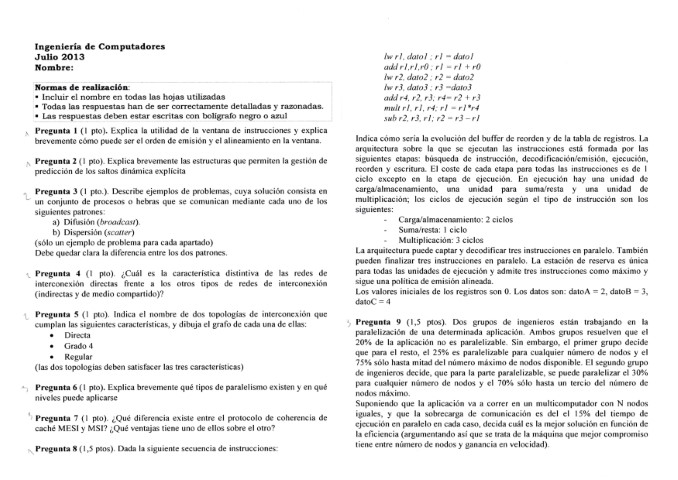 Ingeniería de Computadores
Julio 2013
Nombre:
Normas de realización:
• Incluir el nombre en todas las hojas utilizadas
• Todas las respuestas han de ser correctamente detalladas y razonadas.
• Las respuestas deben estar escritas con bolígrafo negro o azul
Pregunta 1 (1 pto). Explica la utilidad de la ventana de instrucciones y explica
brevemente cómo puede ser el orden de emisión y el alineamiento en la ventana.
Pregunta 2 (1 pto). Explica brevemente las estructuras que permiten la gestión de
predicción de los saltos dinámica explícita
Pregunta 3 (1 pto.). Describe ejemplos de problemas, cuya solución consista en
un conjunto de procesos o hebras que se comunican mediante cada uno de los
siguientes patrones:
a) Difusión (broadcast).
b) Dispersión (scatter)
(sólo un ejemplo de problema para cada apartado)
Debe quedar clara la diferencia entre los dos patrones.
Pregunta 4 (1 pto). ¿Cuál es la característica distintiva de las redes de
interconexión directas frente a los otros tipos de redes de interconexión
(indirectas y de medio compartido)?
Pregunta 5 (1 pto). Indica el nombre de dos topologías de interconexión que
cumplan las siguientes características, y dibuja el grafo de cada una de ellas:
• Directa
• Grado 4
• Regular
(las dos topologías deben satisfacer las tres características)
Pregunta 6 (1 pto). Explica brevemente qué tipos de paralelismo existen y en qué
niveles puede aplicarse
Pregunta 7 (1 pto). ¿Qué diferencia existe entre el protocolo de coherencia de
caché MESI y MSI? ¿Qué ventajas tiene uno de ellos sobre el otro?
Pregunta 8 (1,5 ptos). Dada la siguiente secuencia de instrucciones:
lw r1, dato1 ; r1 = dato1
add r1,r1,r0 ; r1 = r1 + r0
lw r2, dato2 ; r2 = dato2
lw r3, dato3 ; r3 =dato3
add r4, r2, r3; r4= r2 + r3
mult r1, r1, r4; r1 = r1*r4
sub r2, r3, r1; r2 = r3 – r1
Indica cómo sería la evolución del buffer de reorden y de la tabla de registros. La
arquitectura sobre la que se ejecutan las instrucciones está formada por las
siguientes etapas: búsqueda de instrucción, decodificación/emisión, ejecución,
reorden y escritura. El coste de cada etapa para todas las instrucciones es de 1
ciclo excepto en la etapa de ejecución. En ejecución hay una unidad de
carga/almacenamiento, una unidad para suma/resta y una unidad de
multiplicación; los ciclos de ejecución según el tipo de instrucción son los
siguientes:
- Carga/almacenamiento: 2 ciclos
- Suma/resta: 1 ciclo
- Multiplicación: 3 ciclos
La arquitectura puede captar y decodificar tres instrucciones en paralelo. También
pueden finalizar tres instrucciones en paralelo. La estación de reserva es única
para todas las unidades de ejecución y admite tres instrucciones como máximo y
sigue una política de emisión alineada.
Los valores iniciales de los registros son 0. Los datos son: datoA = 2, datoB = 3,
datoC = 4
Pregunta 9 (1,5 ptos). Dos grupos de ingenieros están trabajando en la
paralelización de una determinada aplicación. Ambos grupos resuelven que el
20% de la aplicación no es paralelizable. Sin embargo, el primer grupo decide
que para el resto, el 25% es paralelizable para cualquier número de nodos y el
75% sólo hasta mitad del número máximo de nodos disponible. El segundo grupo
de ingenieros decide, que para la parte paralelizable, se puede paralelizar el 30%
para cualquier número de nodos y el 70% sólo hasta un tercio del número de
nodos máximo.
Suponiendo que la aplicación va a correr en un multicomputador con N nodos
iguales, y que la sobrecarga de comunicación es del el 15% del tiempo de
ejecución en paralelo en cada caso, decida cuál es la mejor solución en función de
la eficiencia (argumentando así que se trata de la máquina que mejor compromiso
tiene entre número de nodos y ganancia en velocidad).